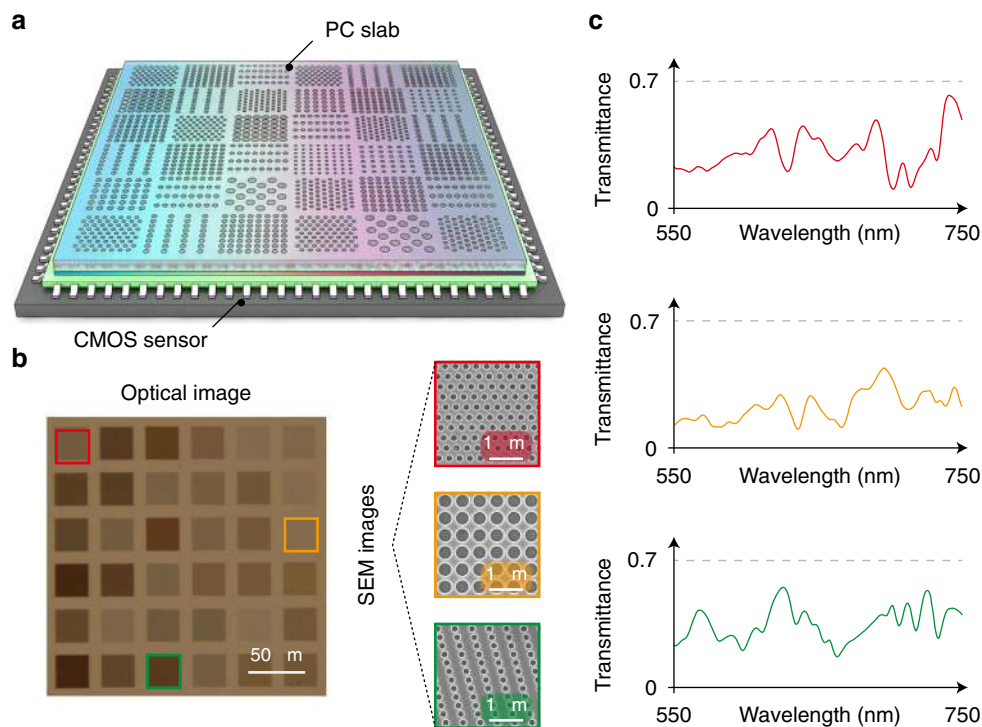 a
PC slab
CMOS sensor
b
Optical image
50 m
SEM images
1 m
1 m
1 m
c
0.7
Transmittance
0
550
Wavelength (nm)
750
0.7
Transmittance
0
550
Wavelength (nm)
750
0.7
Transmittance
0
550
Wavelength (nm)
750